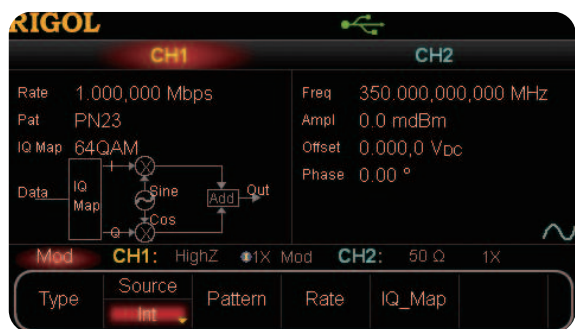 RIGOL
CH1 CH2
Rate 1.000,000 Mbps
Pat PN23
IQ Map 64QAM
Data IQ Map I Q Sine Cos Add Out
Freq 350.000,000,000 MHz
Ampl 0.0 mdBm
Offset 0.000,0 VDC
Phase 0.00 °
Mod CH1: HighZ 1X Mod CH2: 50 Ω 1X
Type Source Int Pattern Rate IQ_Map